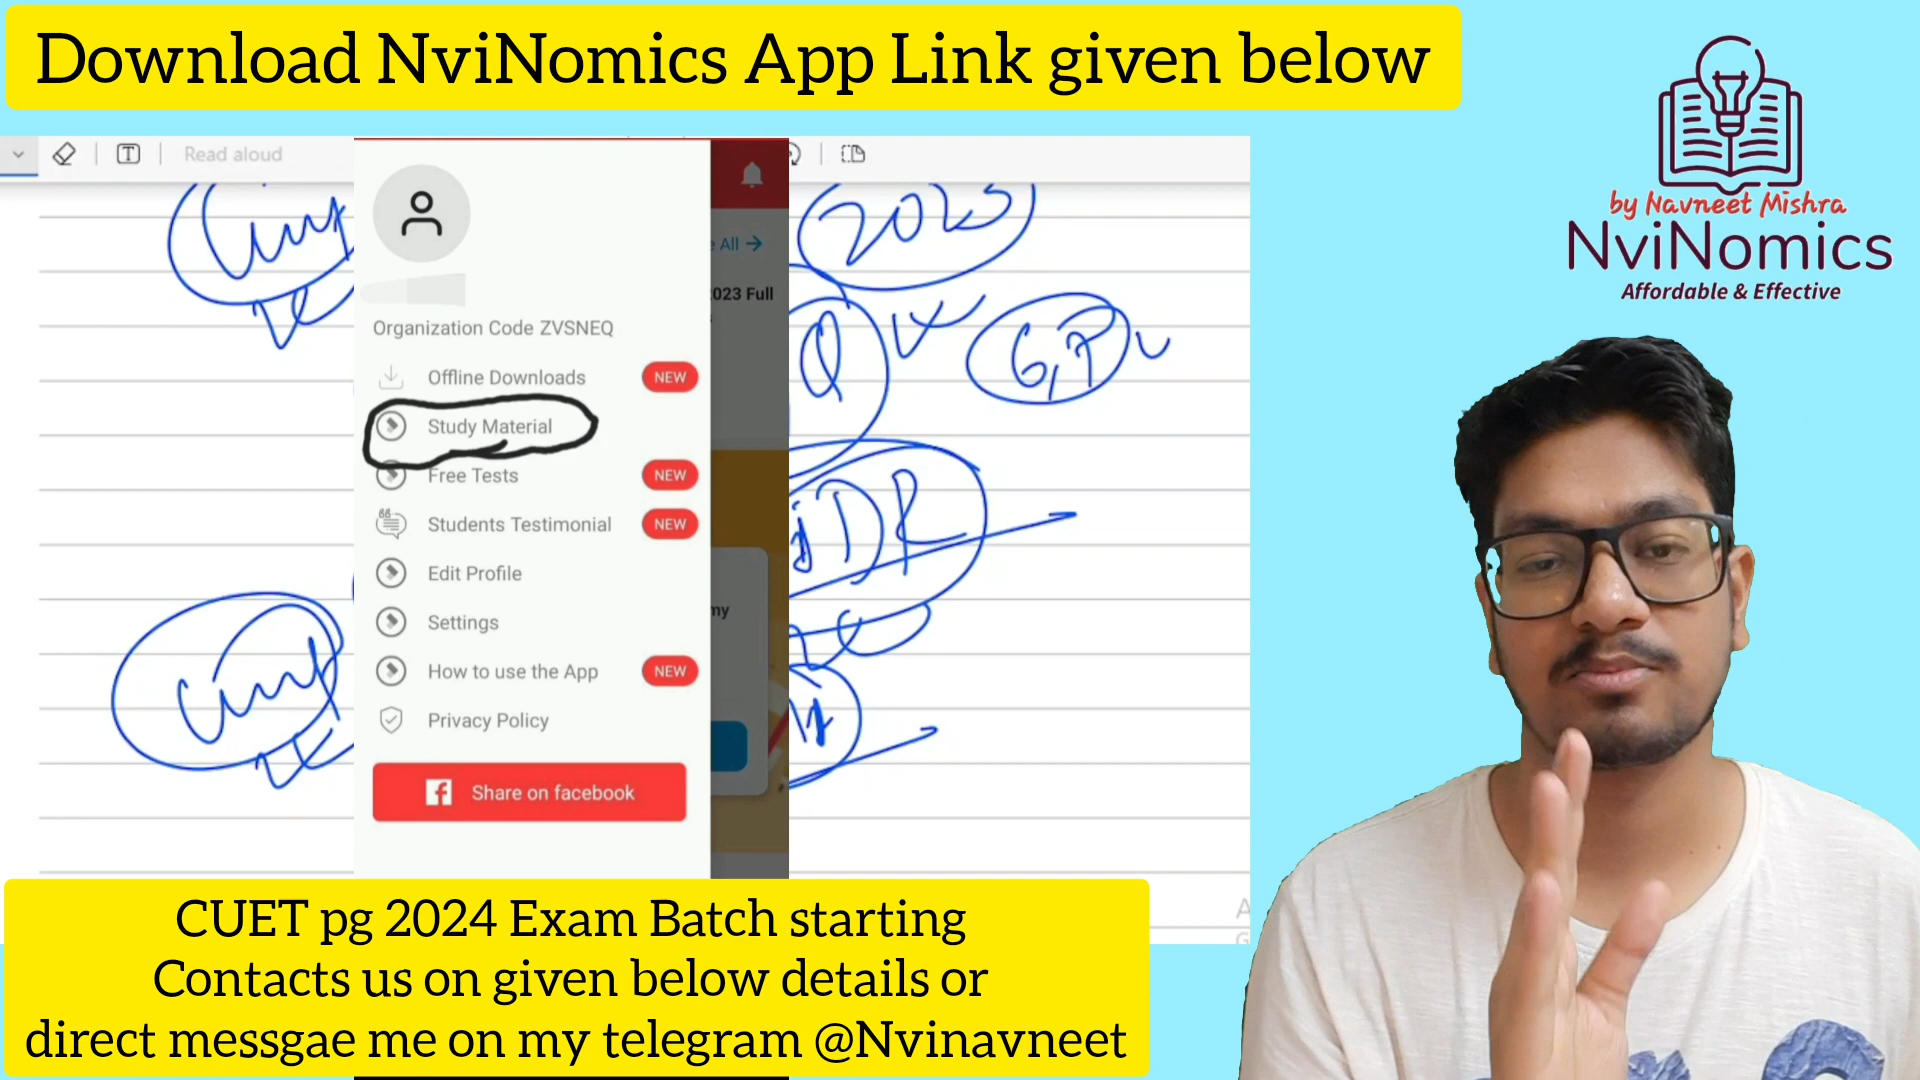 Download NviNomics App Link given below
by Navneet Mishra
NviNomics
Affordable & Effective
Read aloud
All
2023
023 Full
Organization Code ZVSNEQ
Offline Downloads NEW
Study Material
Free Tests NEW
Students Testimonial NEW
Edit Profile
my
Settings
How to use the App NEW
Privacy Policy
Share on facebook
CUET pg 2024 Exam Batch starting
Contacts us on given below details or
direct messgae me on my telegram @Nvinavneet